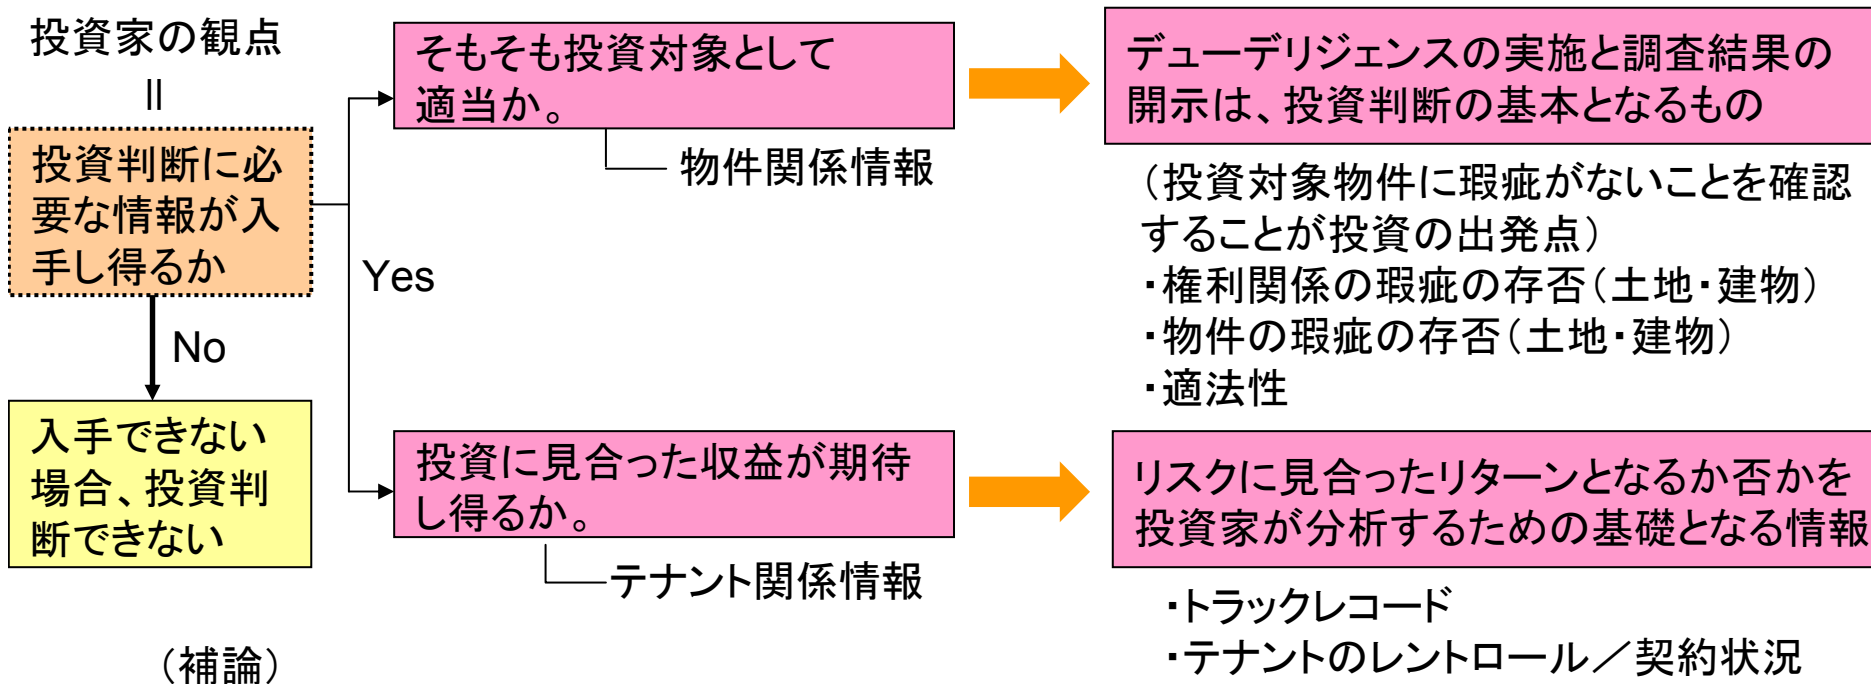 投資家の観点
＝
投資判断に必
要な情報が入
手し得るか
No
入手できない
場合、投資判
断できない
Yes
そもそも投資対象として
適当か。
物件関係情報
投資に見合った収益が期待
し得るか。
テナント関係情報
デューデリジェンスの実施と調査結果の
開示は、投資判断の基本となるもの
（投資対象物件に瑕疵がないことを確認
することが投資の出発点）
・権利関係の瑕疵の存否（土地・建物）
・物件の瑕疵の存否（土地・建物）
・適法性
リスクに見合ったリターンとなるか否かを
投資家が分析するための基礎となる情報
・トラックレコード
・テナントのレントロール／契約状況
（補論）